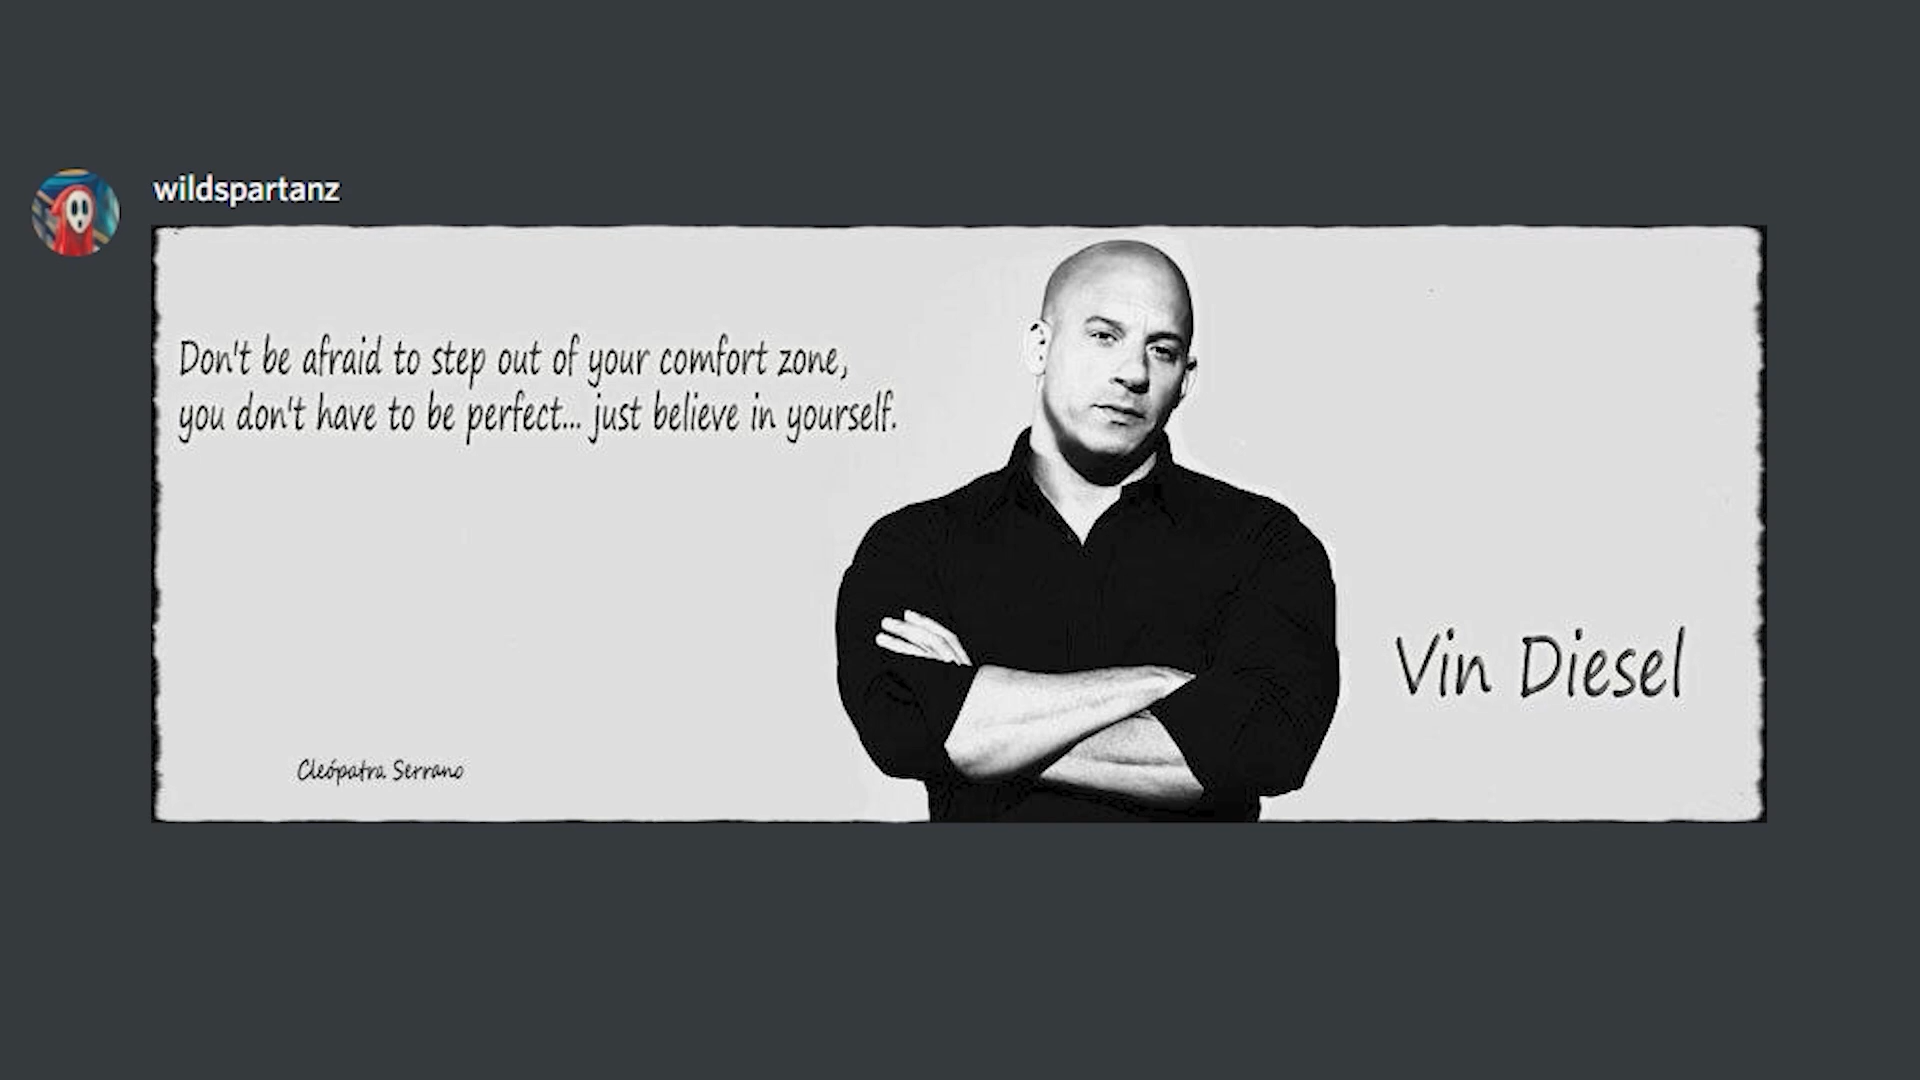 wildspartanz
Don't be afraid to step out of your comfort zone,
you don't have to be perfect... just believe in yourself.
Vin Diesel
Cleópatra Serrano